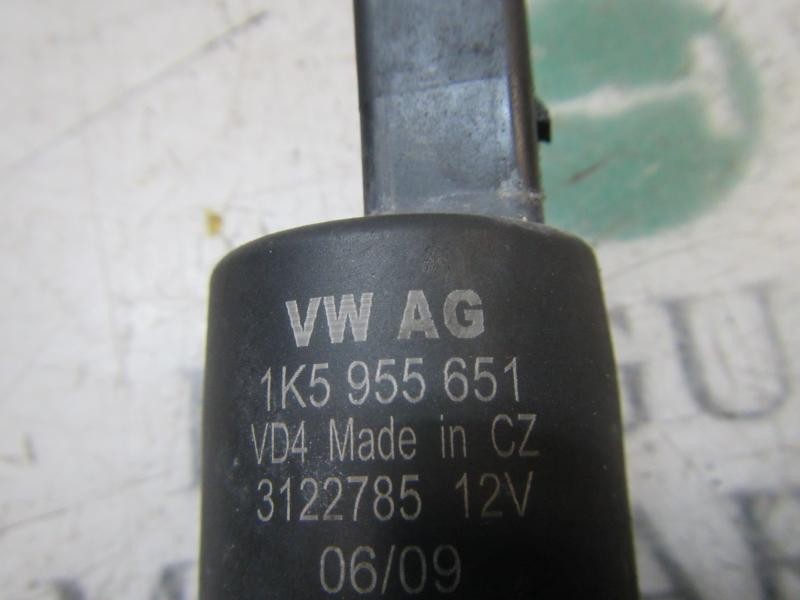 VW AG
1K5 955 651
VD4 Made in CZ
3122785 12V
06/09